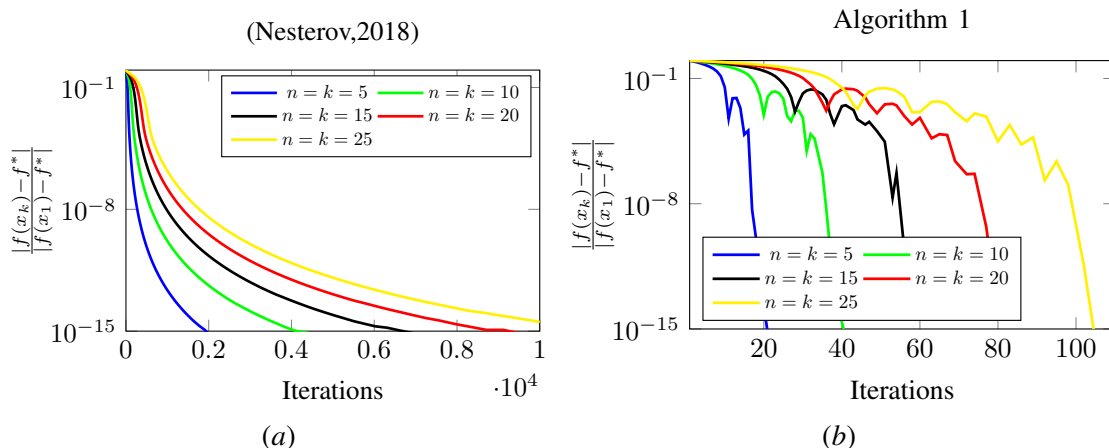 (Nesterov,2018)
10^{-1}
10^{-8}
10^{-15}
|f(x_k)-f^*|
|f(x_1)-f^*|
n = k = 5
n = k = 10
n = k = 15
n = k = 20
n = k = 25
0 0.2 0.4 0.6 0.8 1
·10^4
Iterations
(a)
Algorithm 1
10^{-1}
10^{-8}
10^{-15}
|f(x_k)-f^*|
|f(x_1)-f^*|
n = k = 5
n = k = 10
n = k = 15
n = k = 20
n = k = 25
20 40 60 80 100
Iterations
(b)